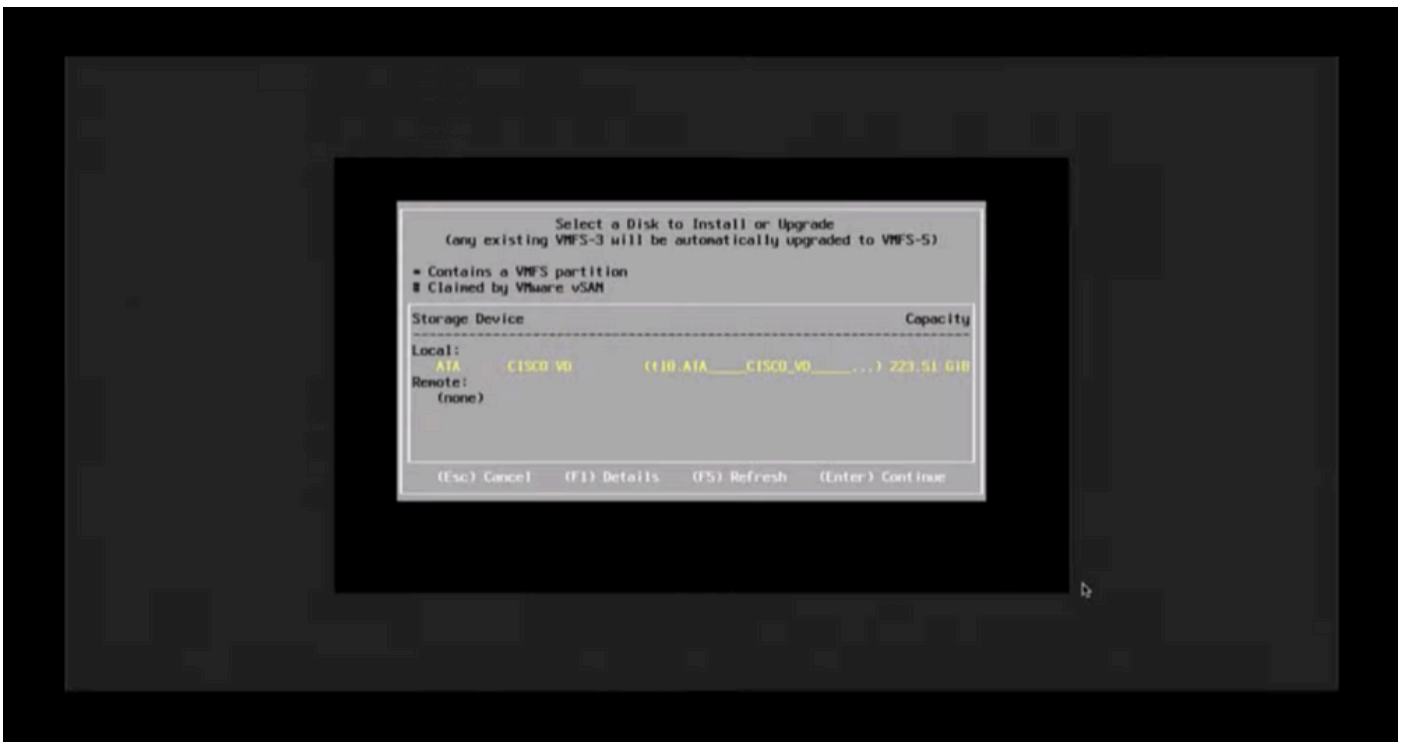 Select a Disk to Install or Upgrade
(any existing VMFS-3 will be automatically upgraded to VMFS-5)
* Contains a VMFS partition
# Claimed by VMware vSAN
Storage Device Capacity
Local:
ATA CISCO VD (t10.ATA_____CISCO_VD_____...) 223.51 GiB
Remote:
(none)
(Esc) Cancel (F1) Details (F5) Refresh (Enter) Continue